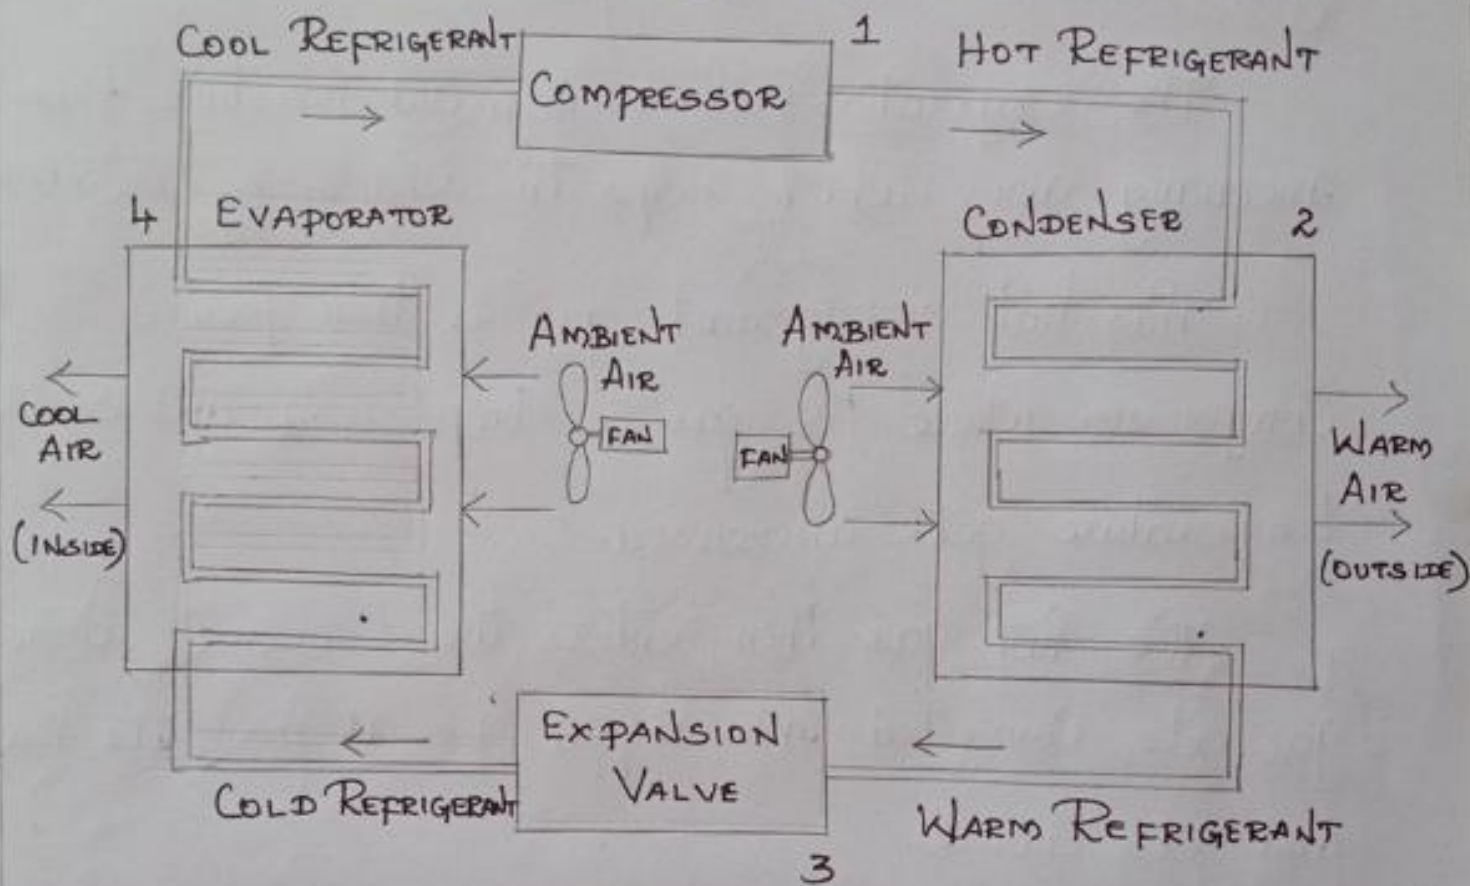 COOL REFRIGERANT
COMPRESSOR
1
HOT REFRIGERANT
4
EVAPORATOR
CONDENSER
2
AMBIENT
AIR
FAN
AMBIENT
AIR
FAN
COOL
AIR
(INSIDE)
WARM
AIR
(OUTSIDE)
COLD REFRIGERANT
EXPANSION
VALVE
3
WARM REFRIGERANT